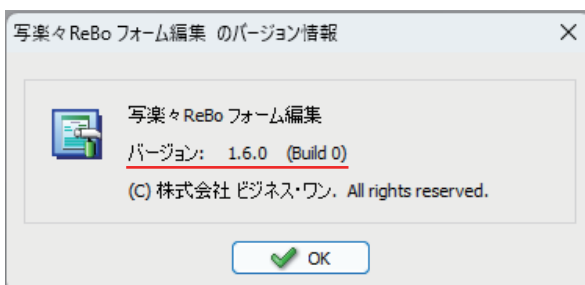 写楽々ReBo フォーム編集 のバージョン情報
写楽々ReBo フォーム編集
バージョン: 1.6.0 (Build 0)
(C) 株式会社 ビジネス・ワン. All rights reserved.
OK